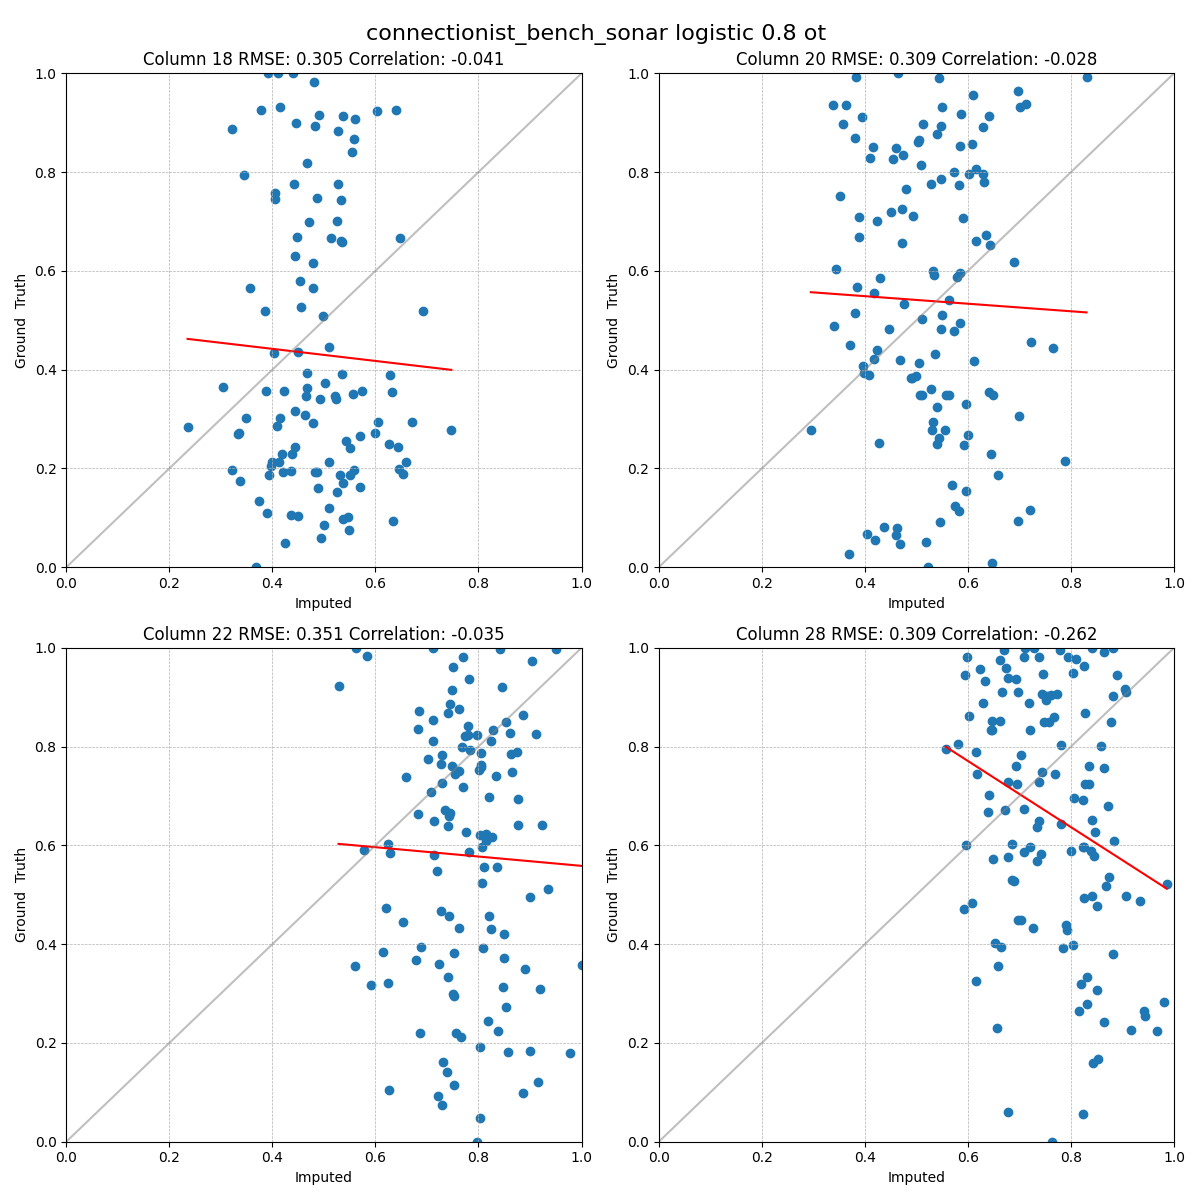 connectionist_bench_sonar logistic 0.8 ot
Column 18 RMSE: 0.305 Correlation: -0.041
1.0
0.8
0.6
0.4
0.2
0.0
Ground Truth
0.0 0.2 0.4 0.6 0.8 1.0
Imputed
Column 20 RMSE: 0.309 Correlation: -0.028
1.0
0.8
0.6
0.4
0.2
0.0
Ground Truth
0.0 0.2 0.4 0.6 0.8 1.0
Imputed
Column 22 RMSE: 0.351 Correlation: -0.035
1.0
0.8
0.6
0.4
0.2
0.0
Ground Truth
0.0 0.2 0.4 0.6 0.8 1.0
Imputed
Column 28 RMSE: 0.309 Correlation: -0.262
1.0
0.8
0.6
0.4
0.2
0.0
Ground Truth
0.0 0.2 0.4 0.6 0.8 1.0
Imputed